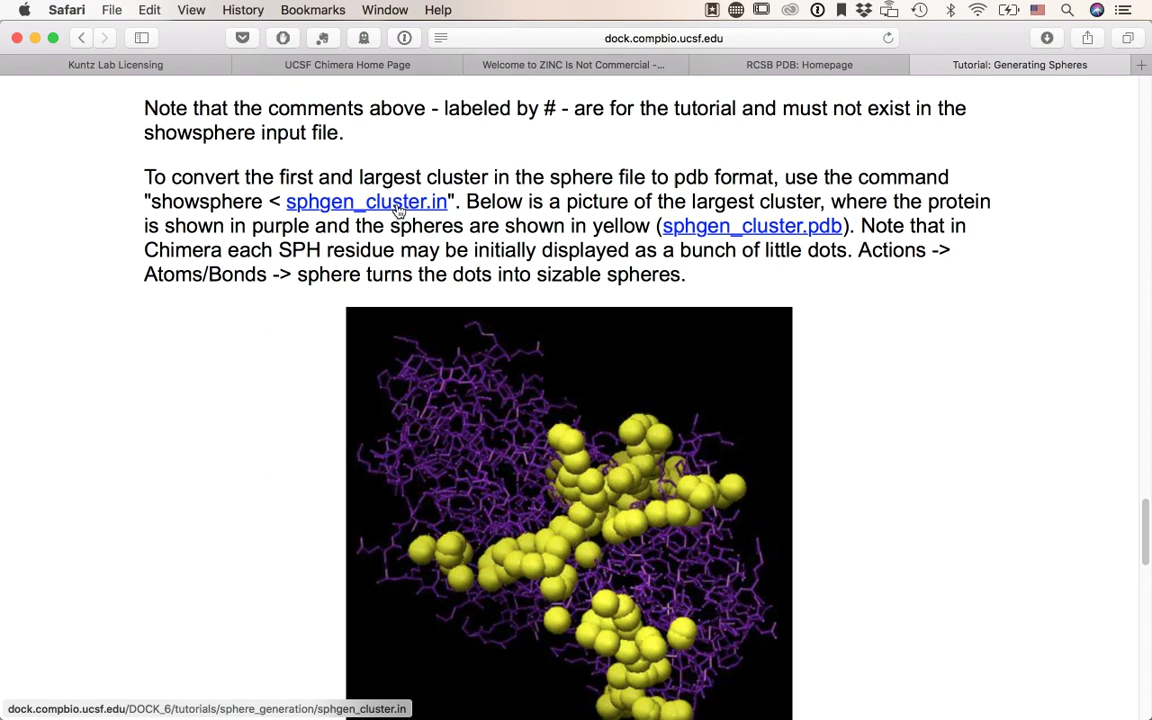 Safari File Edit View History Bookmarks Window Help
dock.compbio.ucsf.edu
Kuntz Lab Licensing
UCSF Chimera Home Page
Welcome to ZINC Is Not Commercial -...
RCSB PDB: Homepage
Tutorial: Generating Spheres
Note that the comments above - labeled by # - are for the tutorial and must not exist in the
showsphere input file.
To convert the first and largest cluster in the sphere file to pdb format, use the command
"showsphere < sphgen_cluster.in". Below is a picture of the largest cluster, where the protein
is shown in purple and the spheres are shown in yellow (sphgen_cluster.pdb). Note that in
Chimera each SPH residue may be initially displayed as a bunch of little dots. Actions ->
Atoms/Bonds -> sphere turns the dots into sizable spheres.
dock.compbio.ucsf.edu/DOCK_6/tutorials/sphere_generation/sphgen_cluster.in